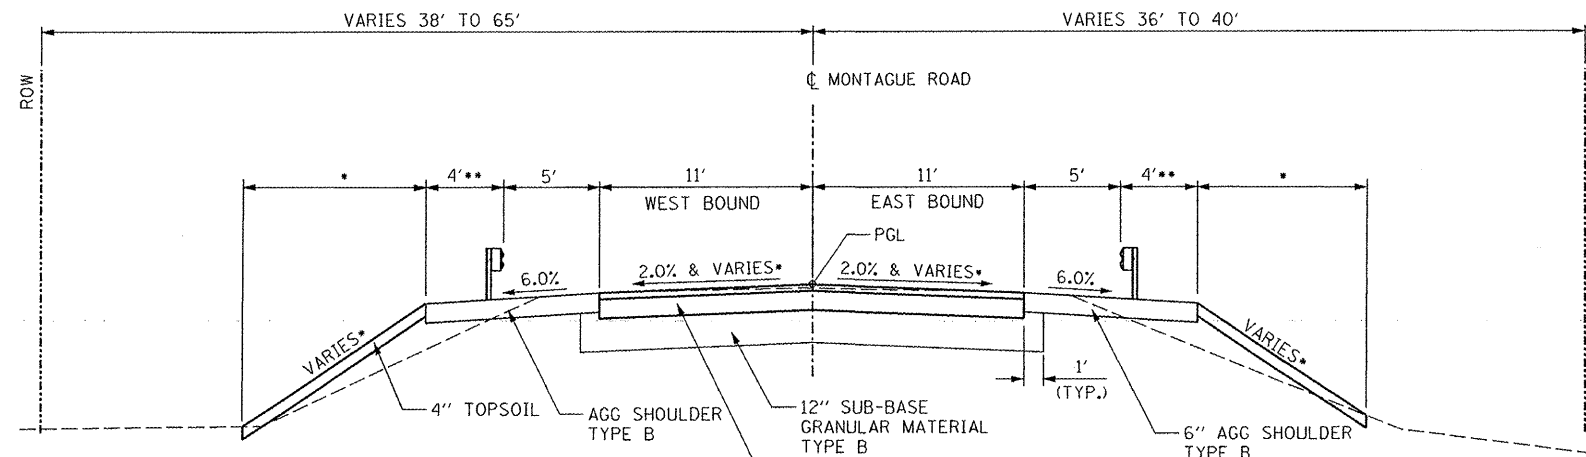 VARIES 38' TO 65'
VARIES 36' TO 40'
ROW
℄ MONTAGUE ROAD
*
4'**
5'
11'
11'
5'
4'**
*
WEST BOUND
EAST BOUND
PGL
6.0%
2.0% & VARIES*
2.0% & VARIES*
6.0%
VARIES*
VARIES*
1'
(TYP.)
4" TOPSOIL
AGG SHOULDER
TYPE B
12" SUB-BASE
GRANULAR MATERIAL
TYPE B
6" AGG SHOULDER
TYPE B